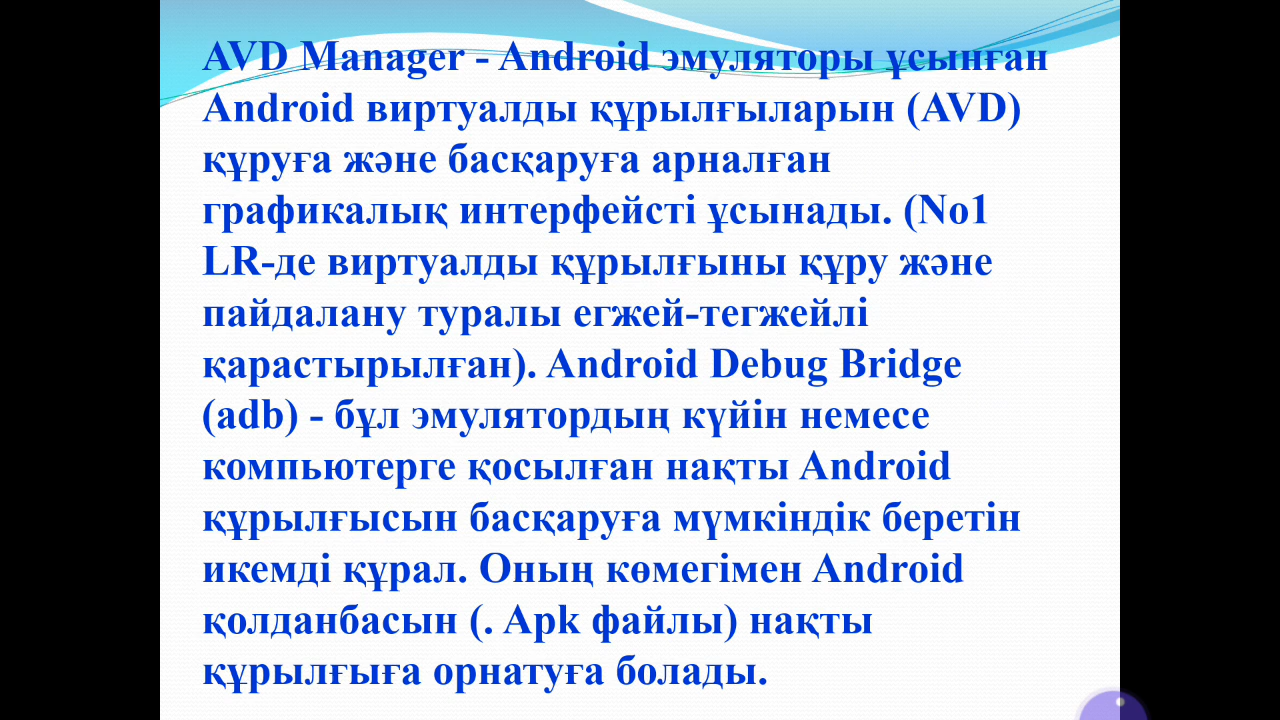 AVD Manager - Android эмуляторы ұсынған
Android виртуалды құрылғыларын (AVD)
құруға және басқаруға арналған
графикалық интерфейсті ұсынады. (No1
LR-де виртуалды құрылғыны құру және
пайдалану туралы егжей-тегжейлі
қарастырылған). Android Debug Bridge
(adb) - бұл эмулятордың күйін немесе
компьютерге қосылған нақты Android
құрылғысын басқаруға мүмкіндік беретін
икемді құрал. Оның көмегімен Android
қолданбасын (. Apk файлы) нақты
құрылғыға орнатуға болады.